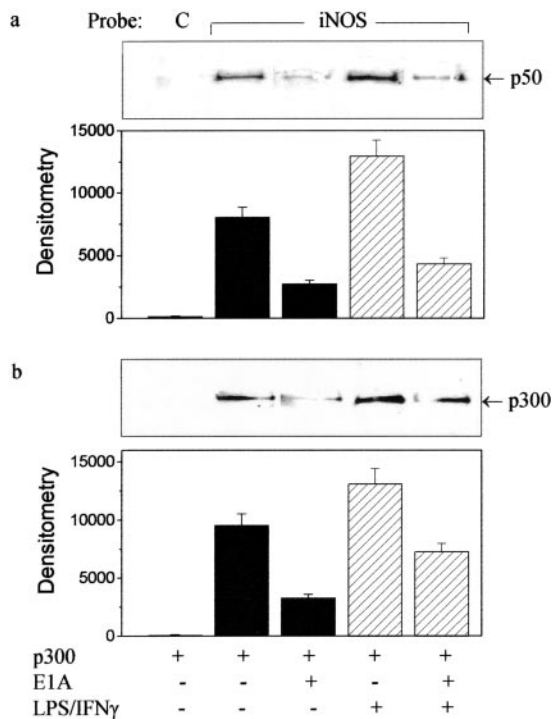 a Probe: C iNOS
← p50
Densitometry
15000
10000
5000
0
b
← p300
Densitometry
15000
10000
5000
0
p300 + + + + +
E1A - - + - +
LPS/IFNγ - - - + +